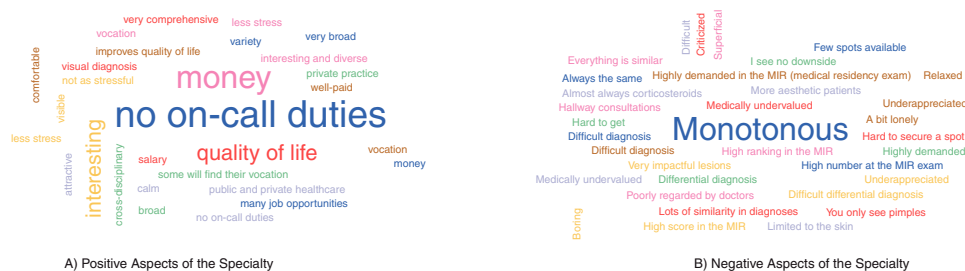 very comprehensive
less stress
vocation
very broad
variety
improves quality of life
interesting and diverse
comfortable
visual diagnosis
money
private practice
not as stressful
well-paid
visible
no on-call duties
less stress
interesting
quality of life
vocation
salary
money
cross-disciplinary
some will find their vocation
attractive
calm
public and private healthcare
many job opportunities
broad
no on-call duties
A) Positive Aspects of the Specialty
Difficult
Criticized
Superficial
Few spots available
Everything is similar
I see no downside
Always the same
Highly demanded in the MIR (medical residency exam)
Relaxed
Almost always corticosteroids
More aesthetic patients
Hallway consultations
Medically undervalued
Underappreciated
Hard to get
Monotonous
A bit lonely
Difficult diagnosis
Hard to secure a spot
Difficult diagnosis
High ranking in the MIR
Highly demanded
Very impactful lesions
High number at the MIR exam
Medically undervalued
Differential diagnosis
Underappreciated
Poorly regarded by doctors
Difficult differential diagnosis
Lots of similarity in diagnoses
You only see pimples
Boring
High score in the MIR
Limited to the skin
B) Negative Aspects of the Specialty